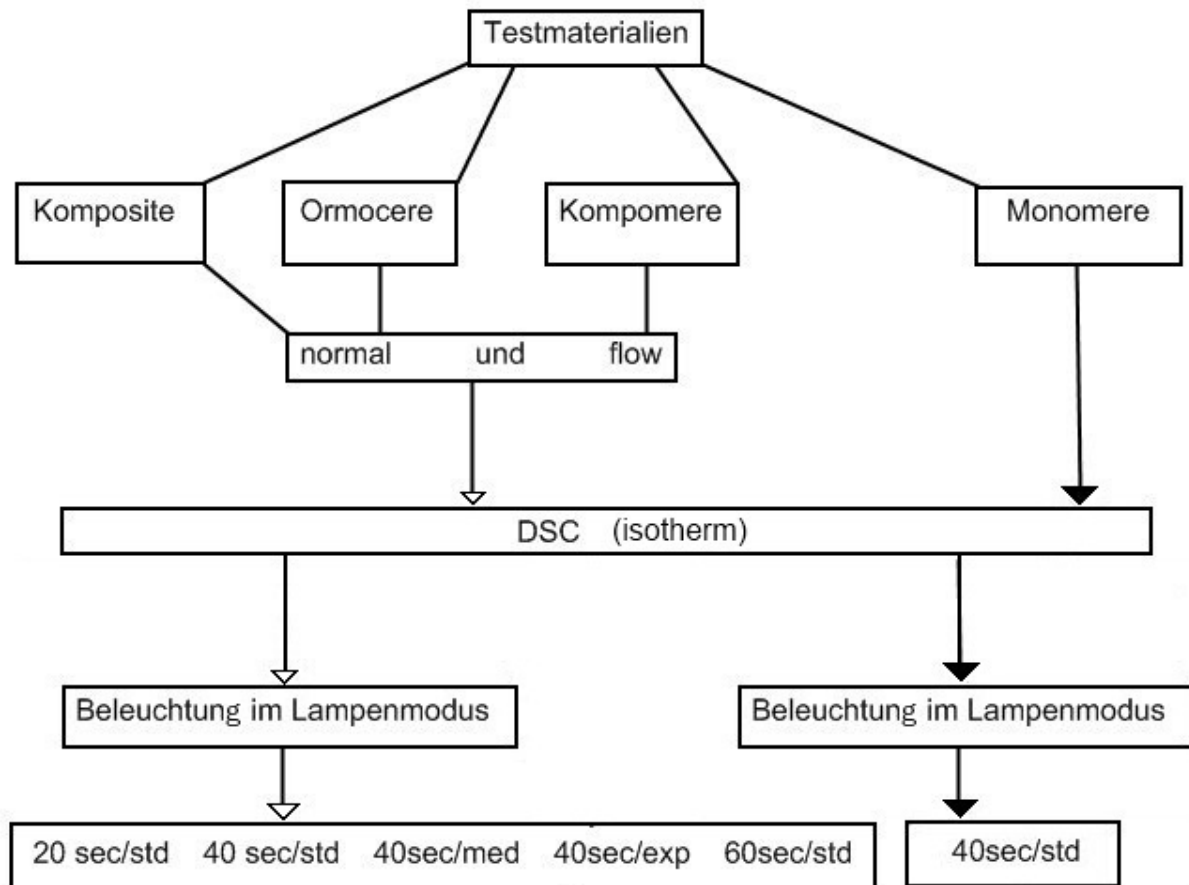 Testmaterialien
Komposite
Ormocere
Kompomere
Monomere
normal und flow
DSC (isotherm)
Beleuchtung im Lampenmodus
Beleuchtung im Lampenmodus
20 sec/std 40 sec/std 40sec/med 40sec/exp 60sec/std
40sec/std